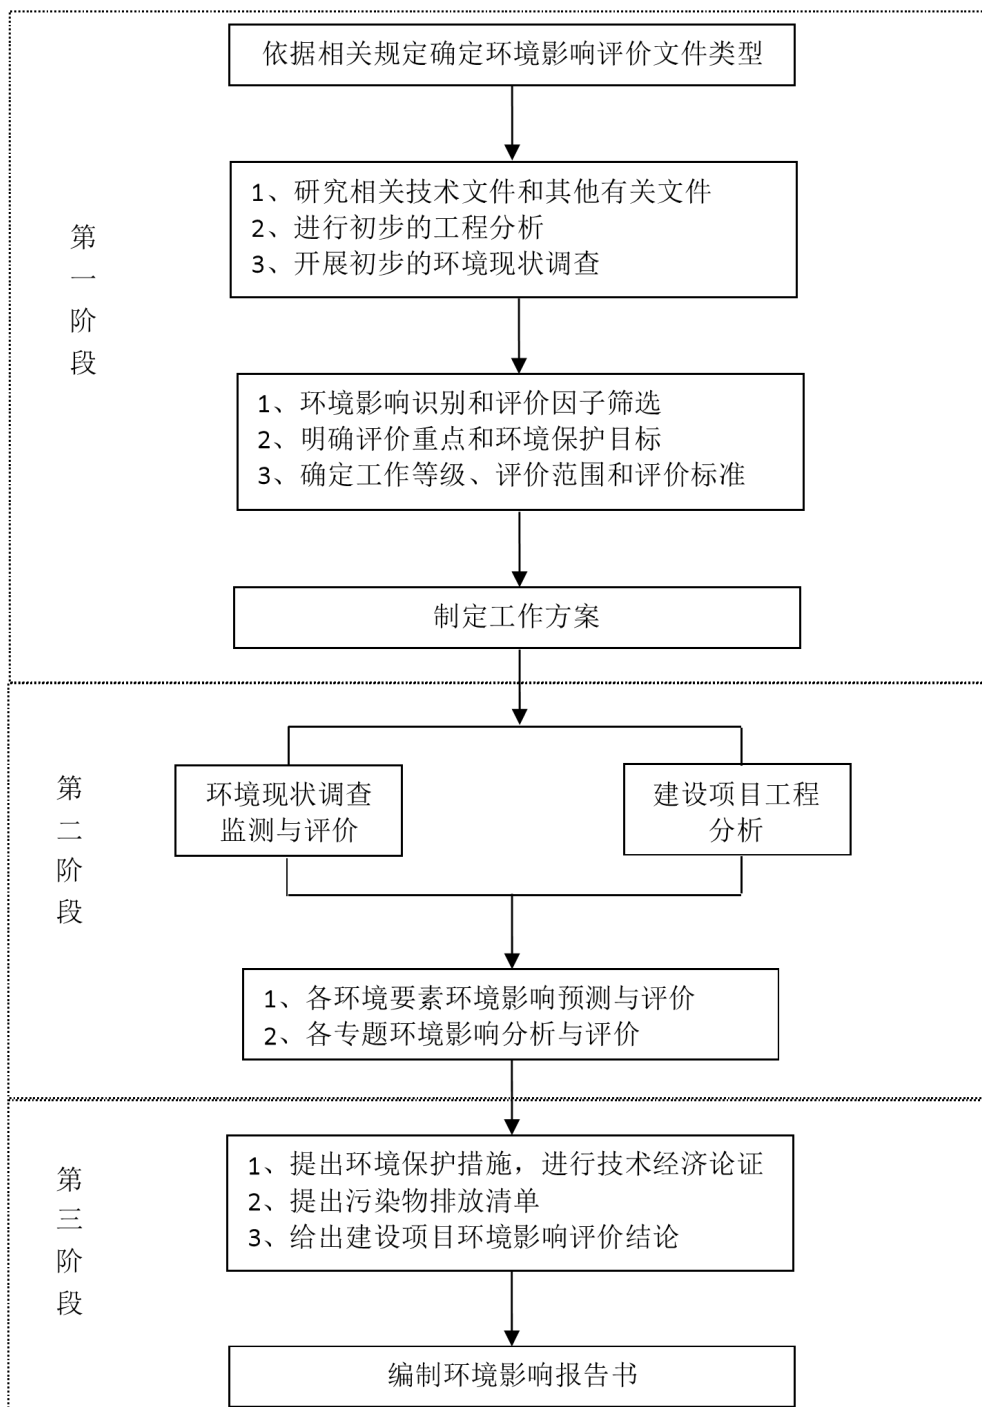 依据相关规定确定环境影响评价文件类型
第一阶段
1、研究相关技术文件和其他有关文件
2、进行初步的工程分析
3、开展初步的环境现状调查
1、环境影响识别和评价因子筛选
2、明确评价重点和环境保护目标
3、确定工作等级、评价范围和评价标准
制定工作方案
第二阶段
环境现状调查
监测与评价
建设项目工程
分析
1、各环境要素环境影响预测与评价
2、各专题环境影响分析与评价
第三阶段
1、提出环境保护措施，进行技术经济论证
2、提出污染物排放清单
3、给出建设项目环境影响评价结论
编制环境影响报告书